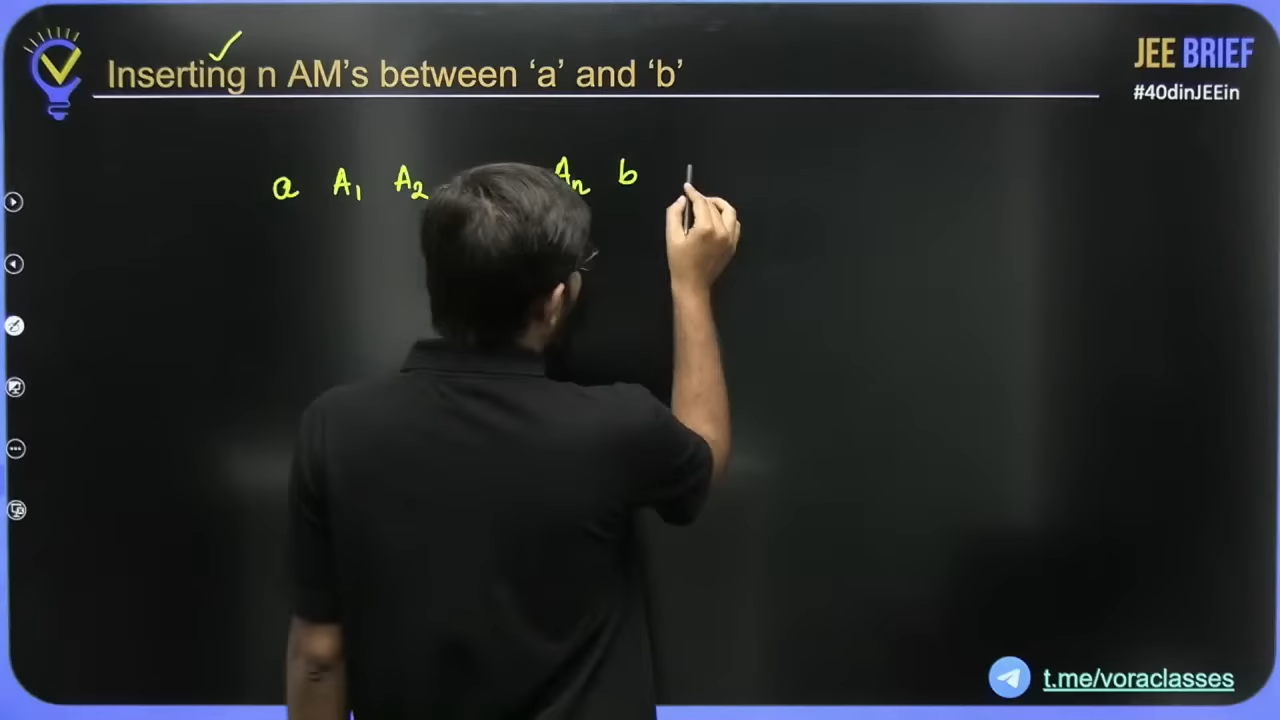 Inserting n AM's between ‘a’ and ‘b’
JEE BRIEF
#40dinJEEin
a A₁ A₂ Aₙ b
t.me/voraclasses